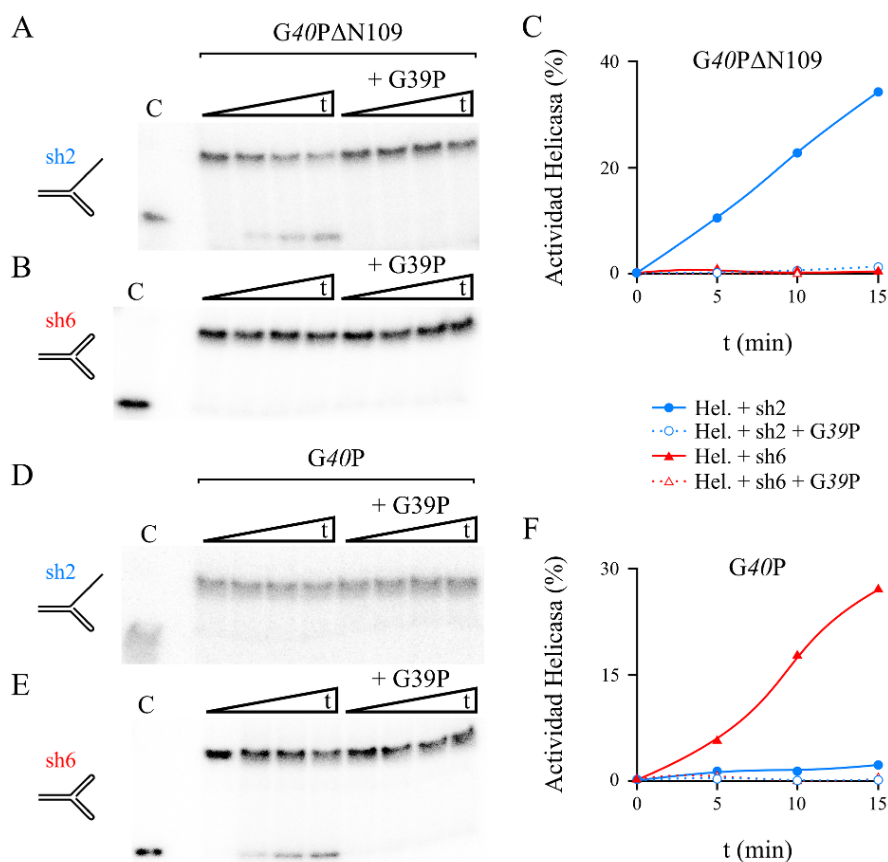 A
G40PΔN109
+ G39P
C
t
t
sh2
B
+ G39P
C
t
t
sh6
C
G40PΔN109
Actividad Helicasa (%)
40
20
0
0 5 10 15
t (min)
Hel. + sh2
Hel. + sh2 + G39P
Hel. + sh6
Hel. + sh6 + G39P
D
G40P
+ G39P
C
t
t
sh2
E
+ G39P
C
t
t
sh6
F
G40P
Actividad Helicasa (%)
30
15
0
0 5 10 15
t (min)